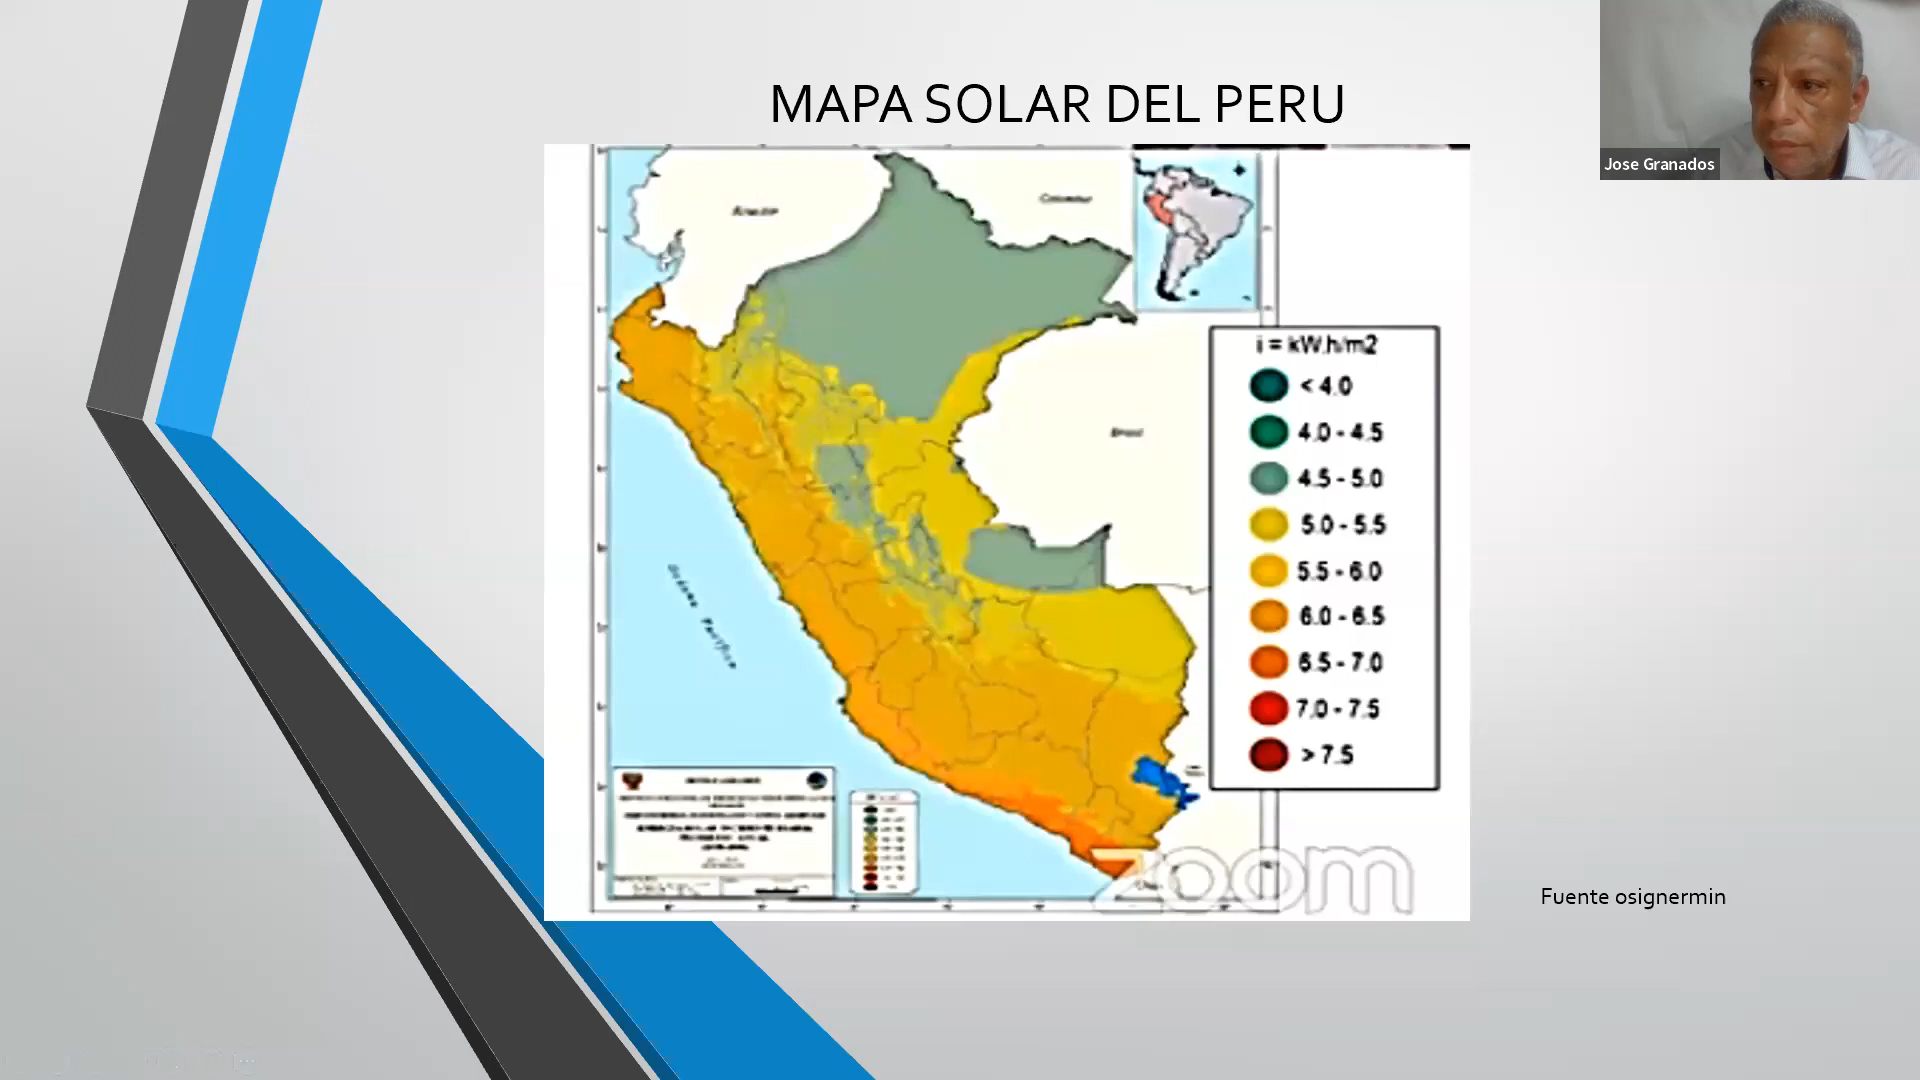 MAPA SOLAR DEL PERU
Jose Granados
Ecuador
Colombia
i = kW.h/m2
< 4.0
4.0 - 4.5
4.5 - 5.0
5.0 - 5.5
5.5 - 6.0
6.0 - 6.5
6.5 - 7.0
7.0 - 7.5
> 7.5
Brasil
Océano Pacífico
zoom
Fuente osignermin